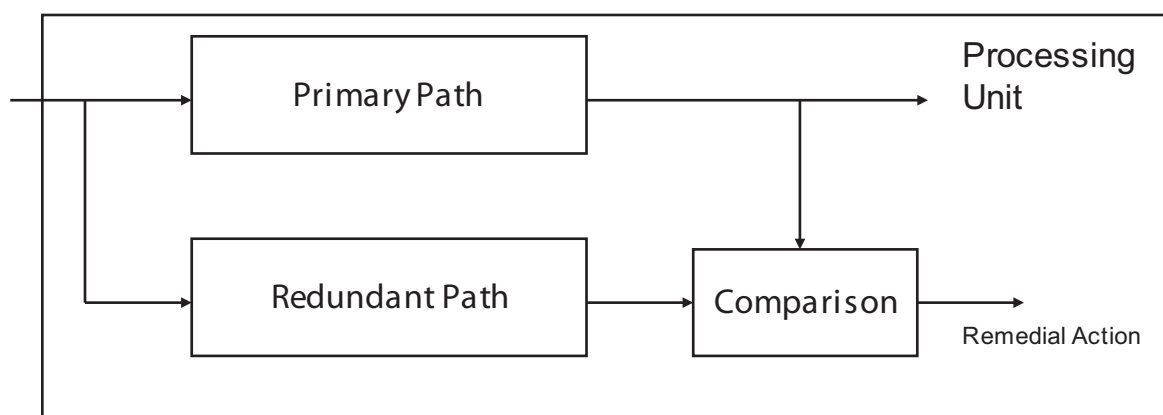 Processing
Unit
Primary Path
Redundant Path
Comparison
Remedial Action